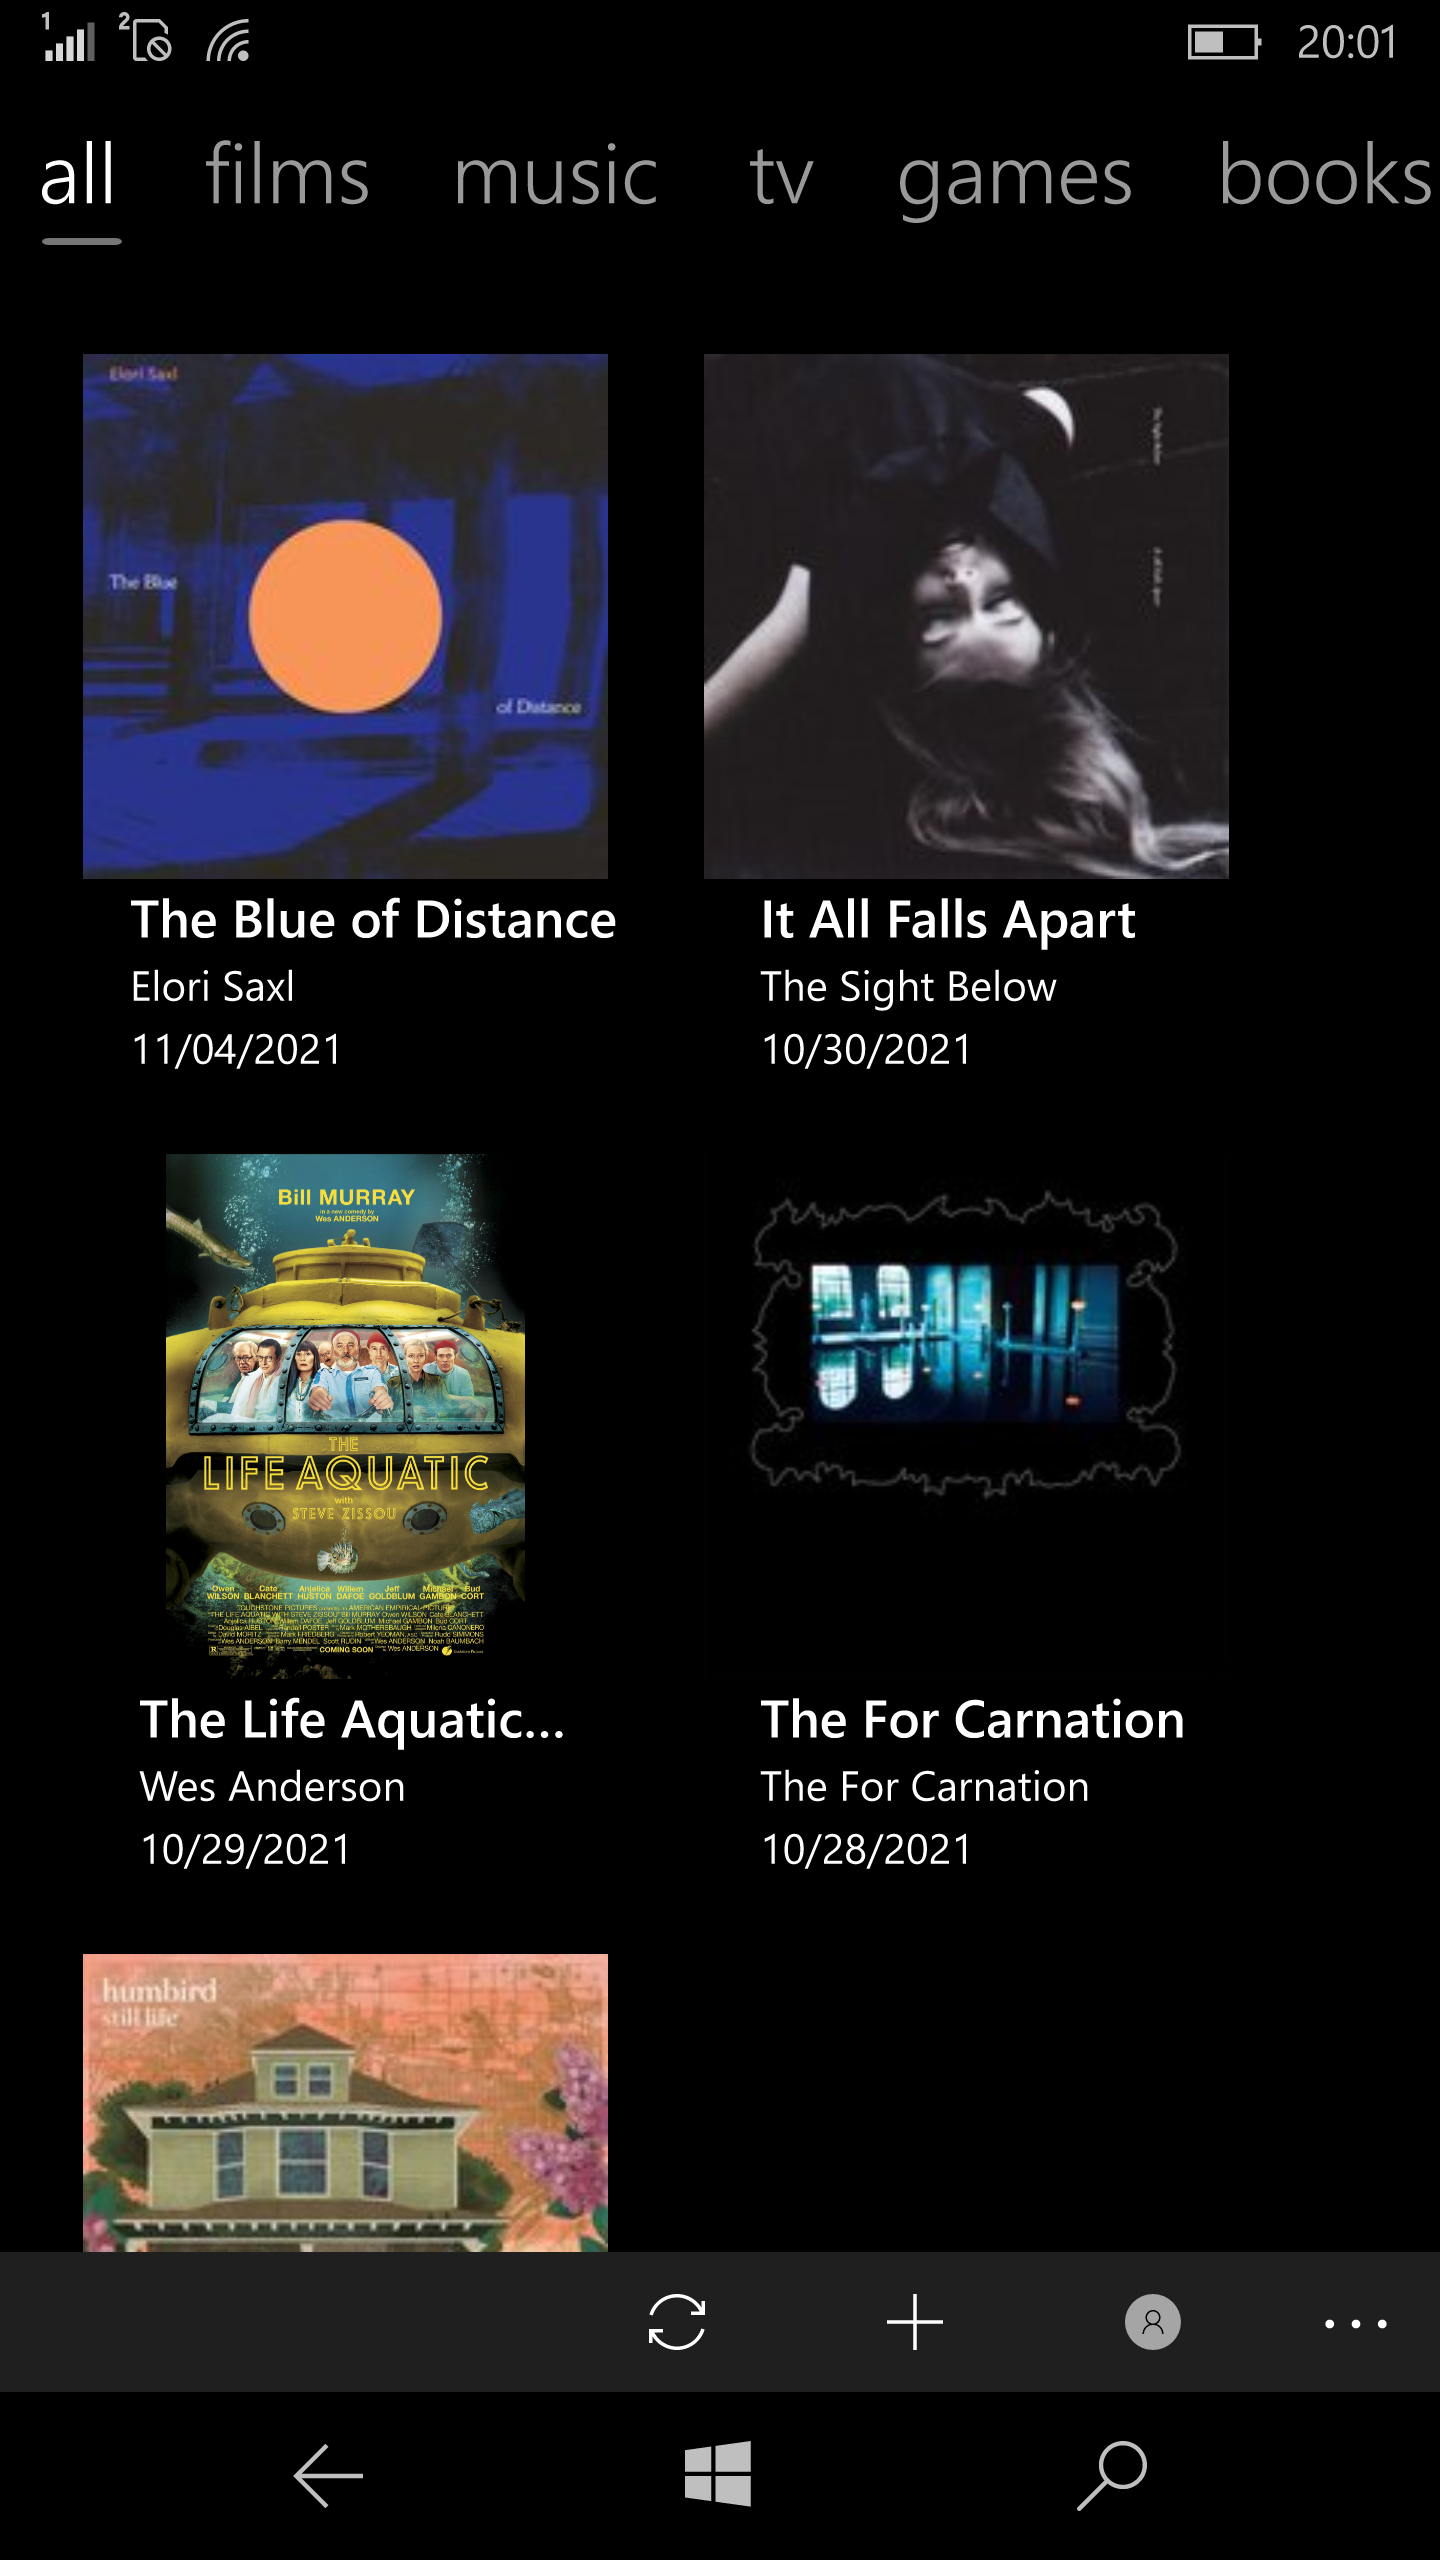 1 2 20:01
all films music tv games books
Elori Saxl
The Blue
of Distance
The Blue of Distance
Elori Saxl
11/04/2021
It All Falls Apart
The Sight Below
10/30/2021
Bill MURRAY
in a new comedy by
Wes ANDERSON
THE
LIFE AQUATIC
with
STEVE ZISSOU
Owen WILSON Cate BLANCHETT Anjelica HUSTON Willem DAFOE Jeff GOLDBLUM Michael GAMBON Bud CORT
COMING SOON
The Life Aquatic...
Wes Anderson
10/29/2021
The For Carnation
The For Carnation
10/28/2021
humbird
still life